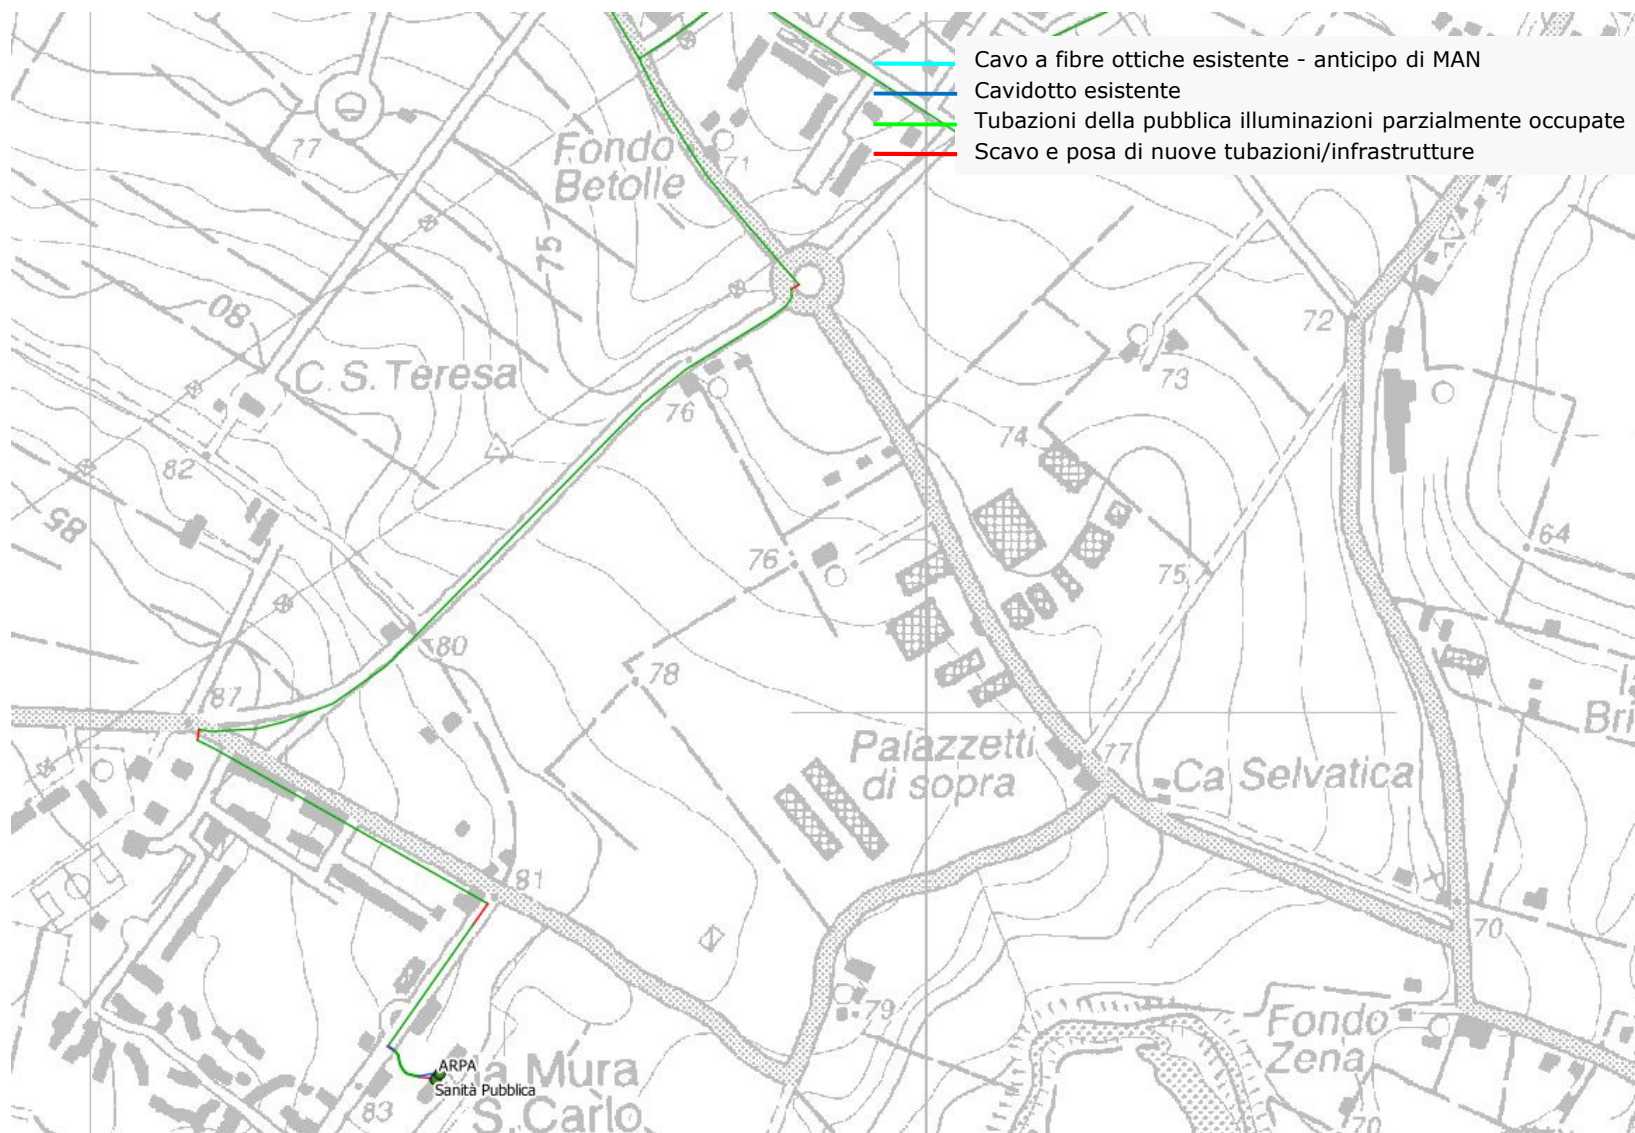 Cavo a fibre ottiche esistente - anticipo di MAN
Cavidotto esistente
Tubazioni della pubblica illuminazioni parzialmente occupate
Scavo e posa di nuove tubazioni/infrastrutture
77
Fondo
Betolle
71
75
80
C.S. Teresa
72
73
76
74
82
85
76
64
75
80
78
87
Bri
Palazzetti
di sopra
77
Ca Selvatica
81
70
79
Fondo
Zena
ARPA
Sanità Pubblica
la Mura
S. Carlo
83
70